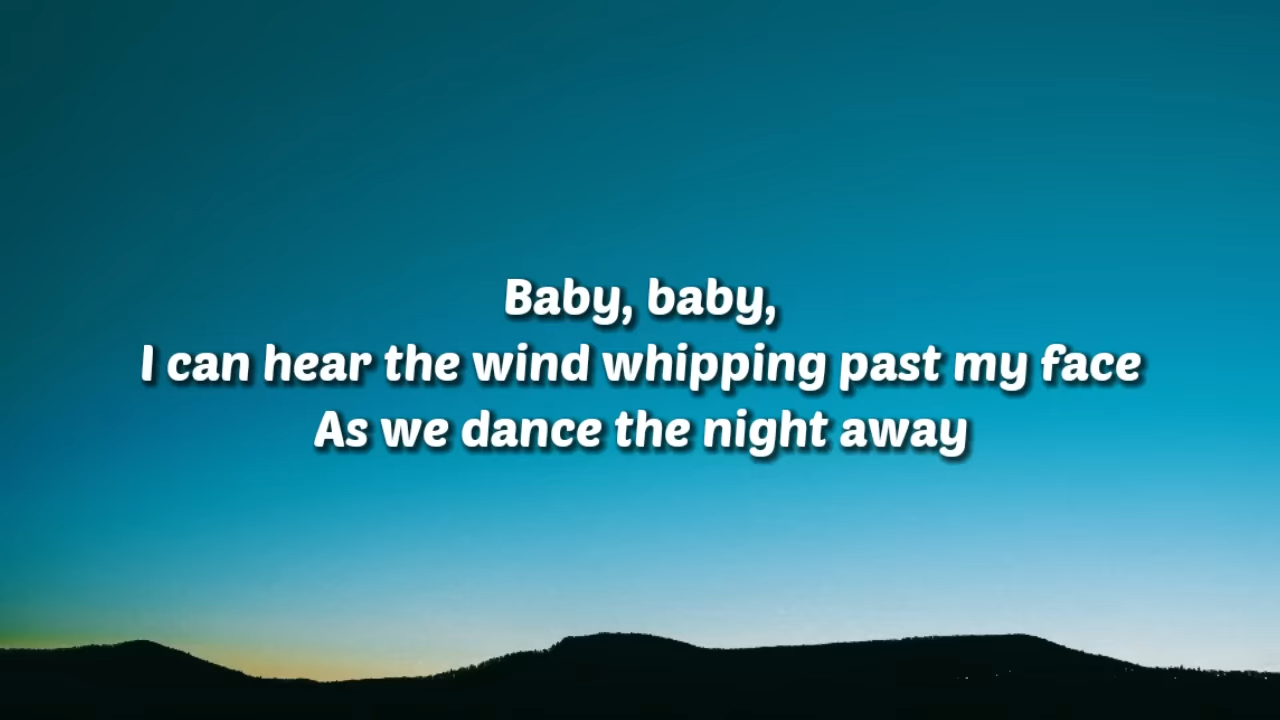 Baby, baby,
I can hear the wind whipping past my face
As we dance the night away